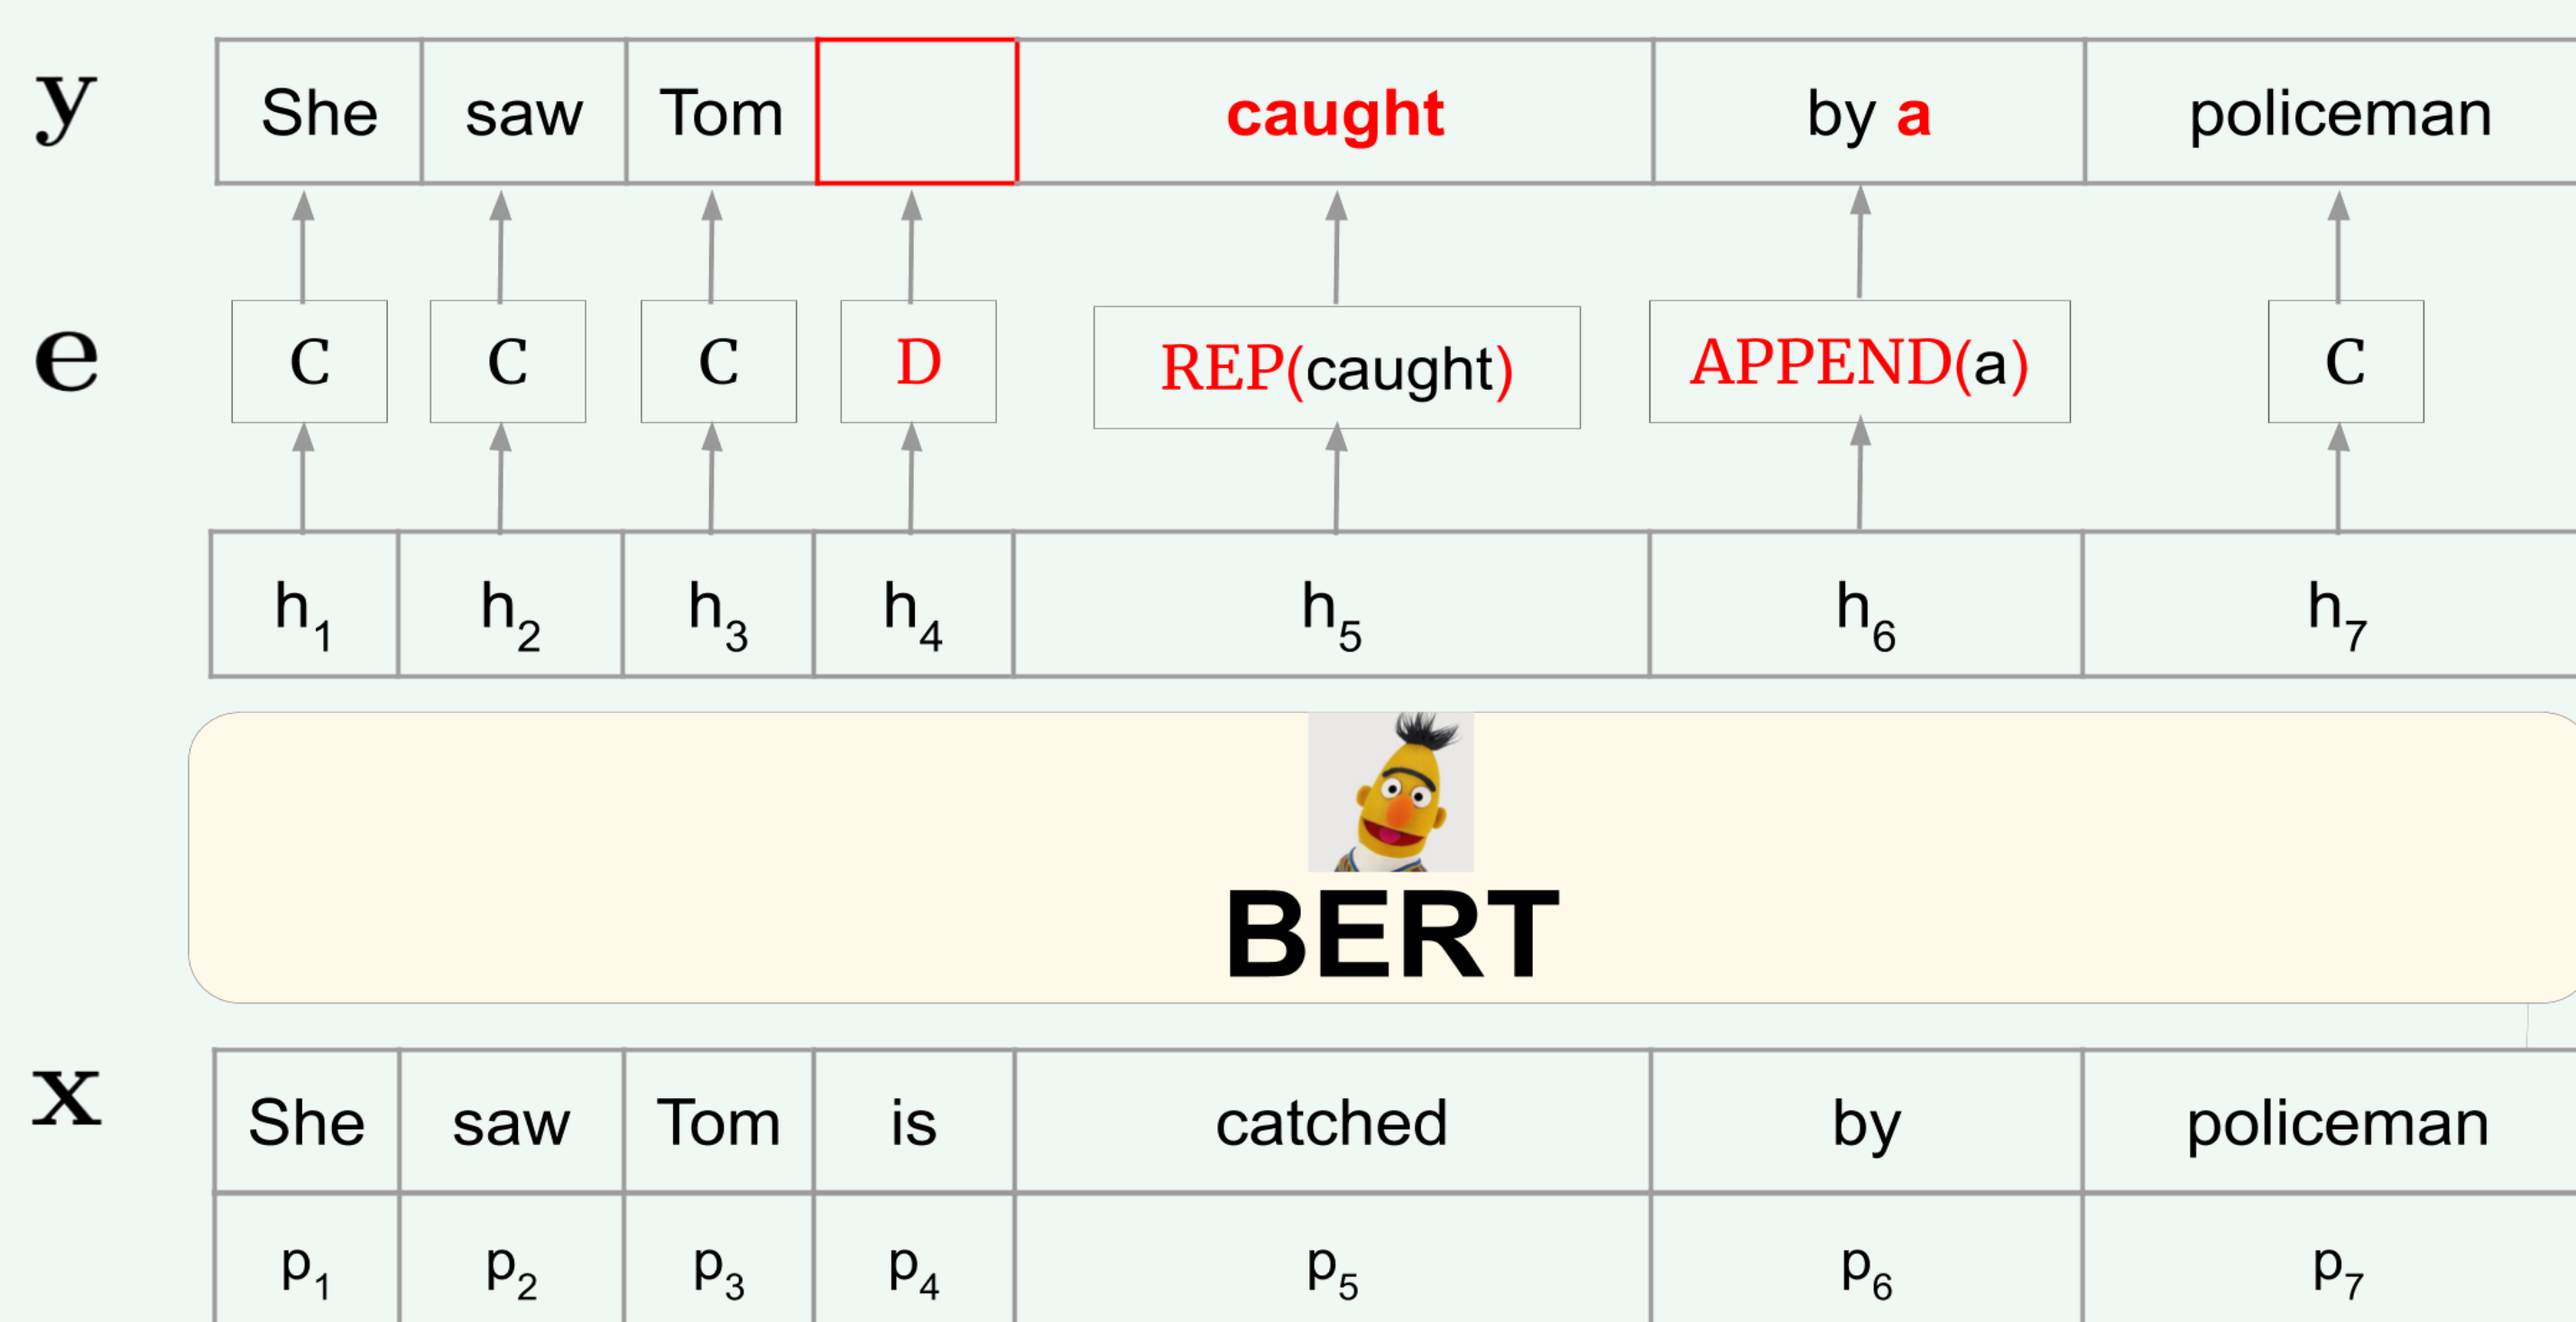 y She saw Tom caught by a policeman
e C C C D REP(caught) APPEND(a) C
h1 h2 h3 h4 h5 h6 h7
BERT
x She saw Tom is catched by policeman
p1 p2 p3 p4 p5 p6 p7